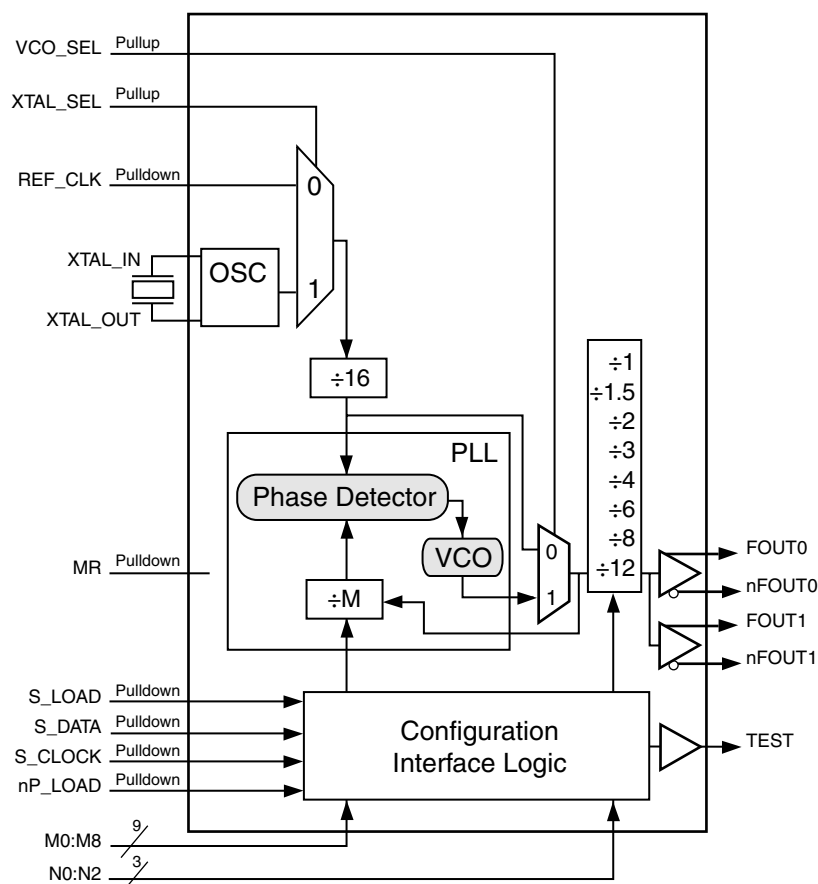 VCO_SEL Pullup
XTAL_SEL Pullup
REF_CLK Pulldown
0
XTAL_IN
OSC
1
XTAL_OUT
÷16
÷1
÷1.5
÷2
÷3
÷4
÷6
÷8
÷12
PLL
Phase Detector
VCO
0
1
÷M
MR Pulldown
FOUT0
nFOUT0
FOUT1
nFOUT1
S_LOAD Pulldown
S_DATA Pulldown
S_CLOCK Pulldown
nP_LOAD Pulldown
Configuration
Interface Logic
TEST
M0:M8 9
N0:N2 3